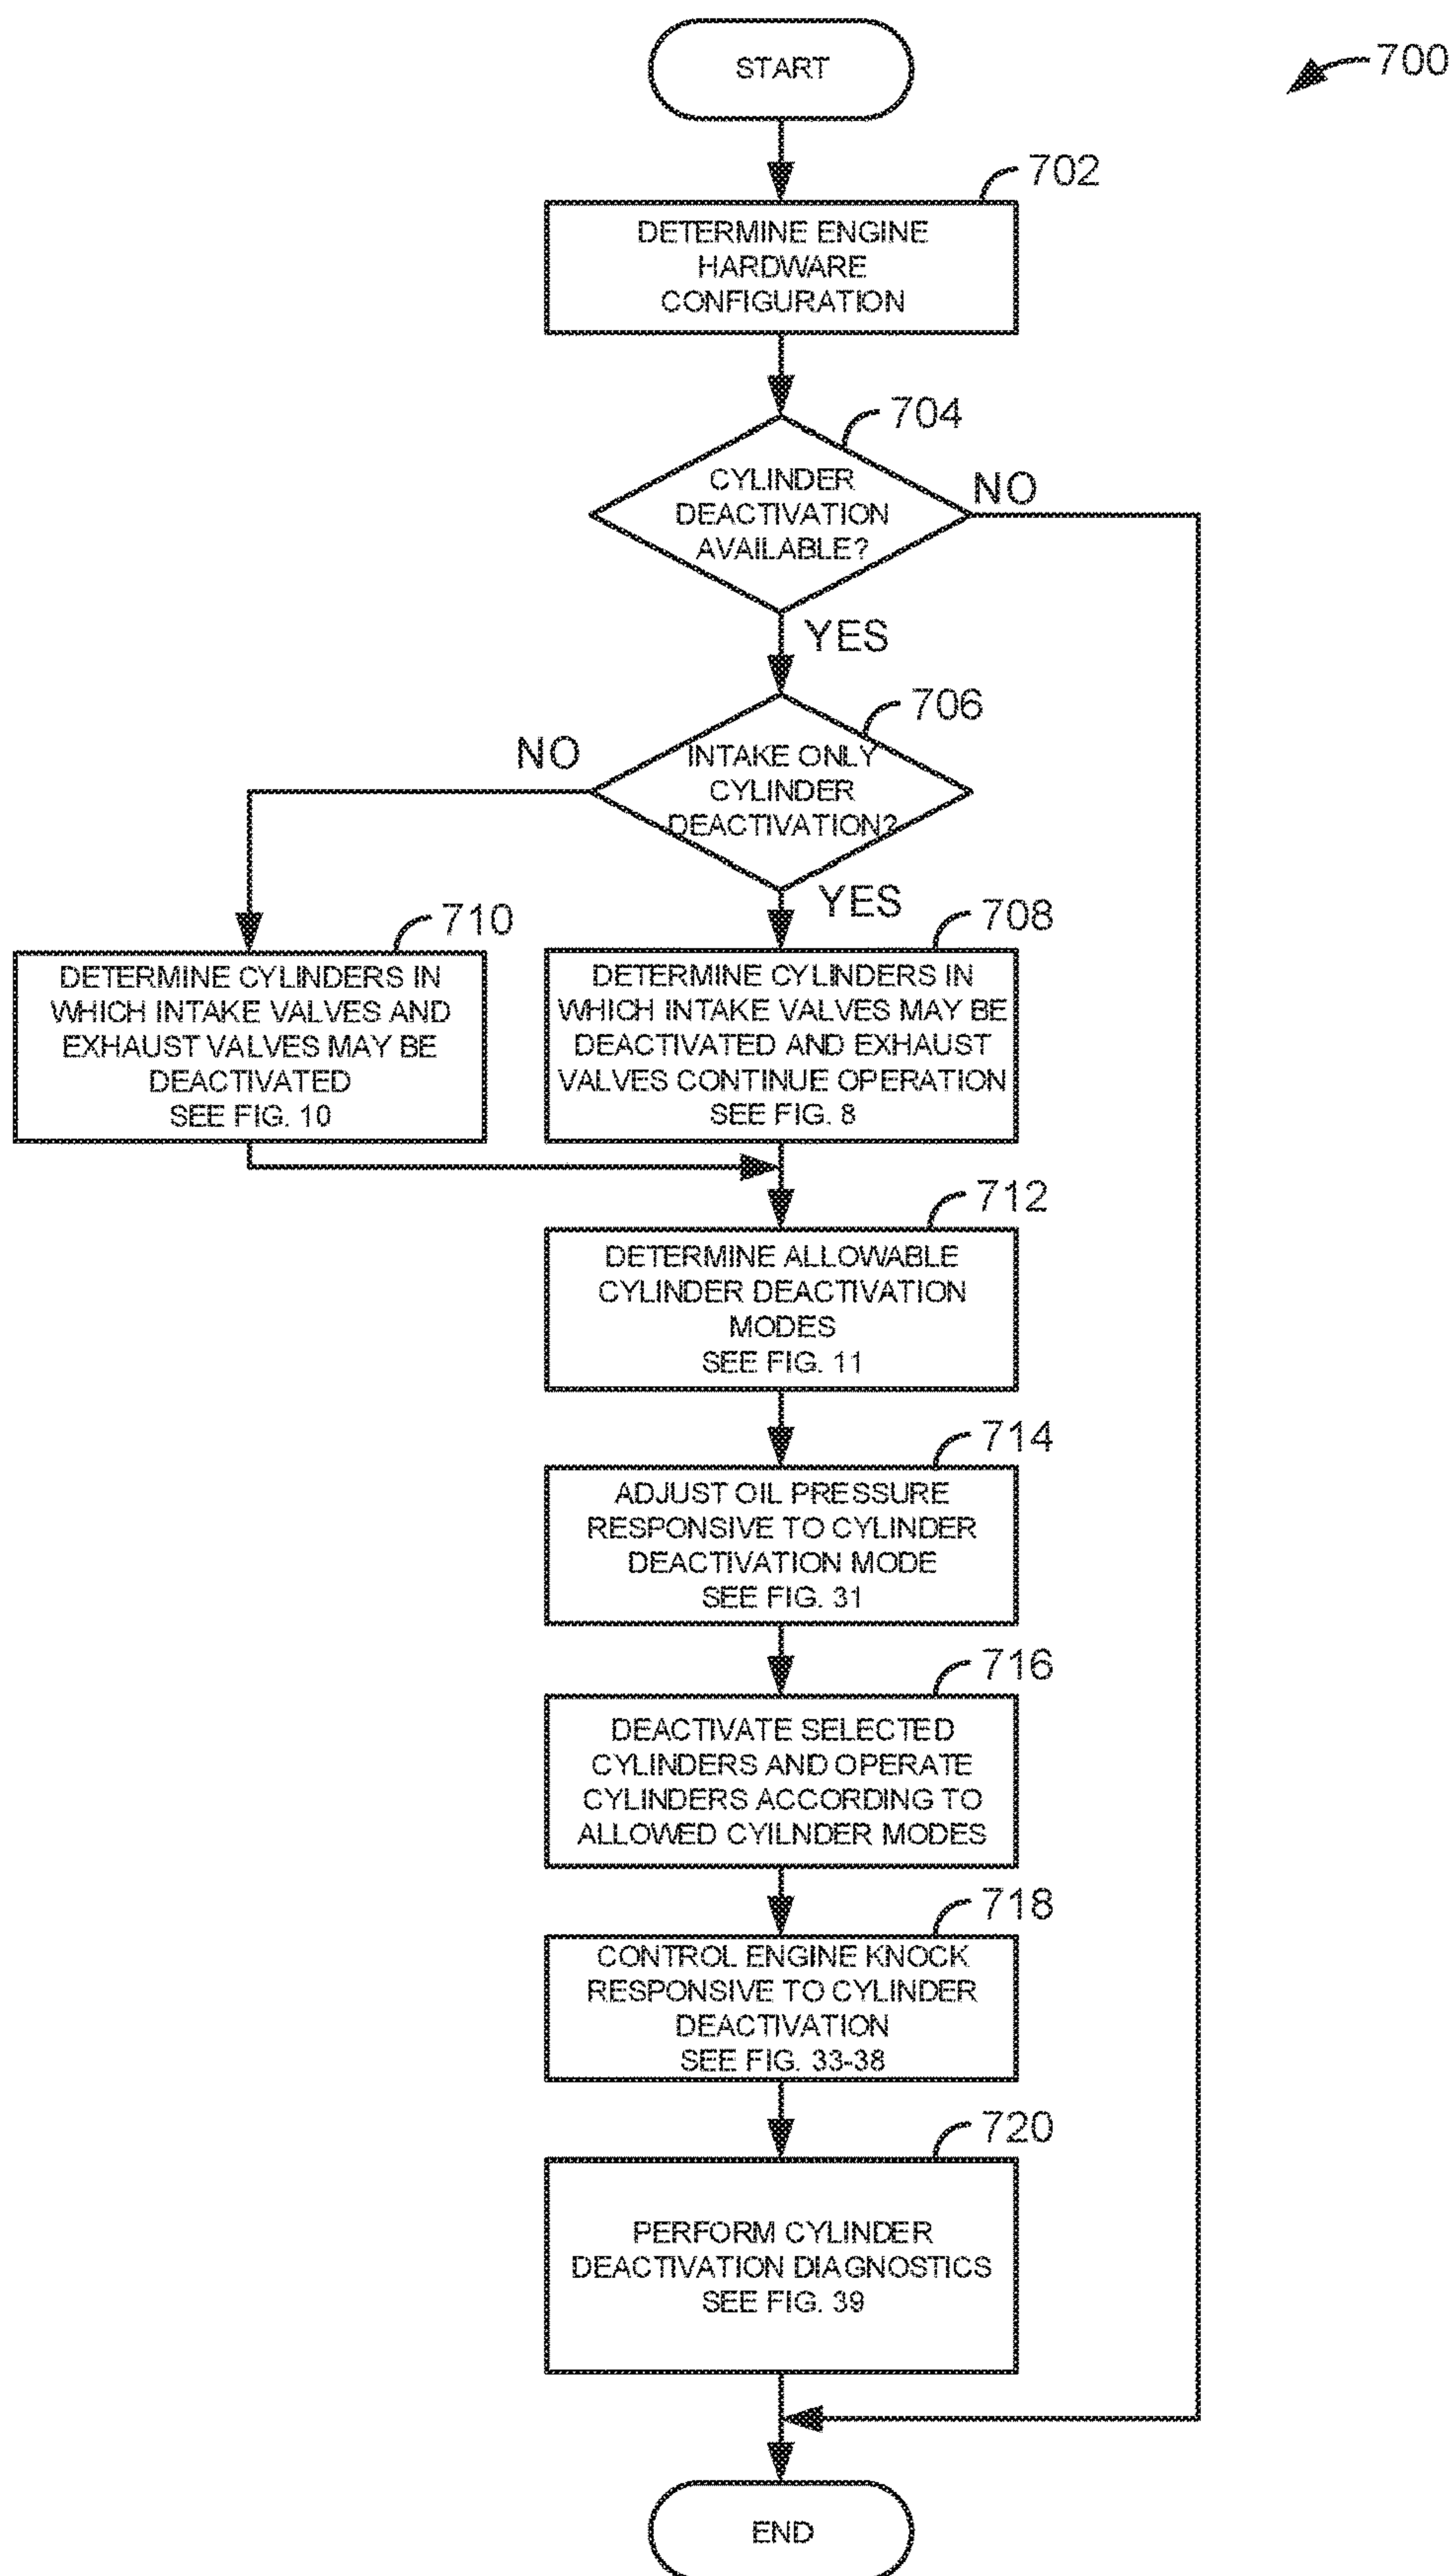 START
700
702
DETERMINE ENGINE
HARDWARE
CONFIGURATION
704
CYLINDER
DEACTIVATION
AVAILABLE?
NO
YES
706
INTAKE ONLY
CYLINDER
DEACTIVATION?
NO
YES
710
DETERMINE CYLINDERS IN
WHICH INTAKE VALVES AND
EXHAUST VALVES MAY BE
DEACTIVATED
SEE FIG. 10
708
DETERMINE CYLINDERS IN
WHICH INTAKE VALVES MAY BE
DEACTIVATED AND EXHAUST
VALVES CONTINUE OPERATION
SEE FIG. 8
712
DETERMINE ALLOWABLE
CYLINDER DEACTIVATION
MODES
SEE FIG. 11
714
ADJUST OIL PRESSURE
RESPONSIVE TO CYLINDER
DEACTIVATION MODE
SEE FIG. 31
716
DEACTIVATE SELECTED
CYLINDERS AND OPERATE
CYLINDERS ACCORDING TO
ALLOWED CYILNDER MODES
718
CONTROL ENGINE KNOCK
RESPONSIVE TO CYLINDER
DEACTIVATION
SEE FIG. 33-38
720
PERFORM CYLINDER
DEACTIVATION DIAGNOSTICS
SEE FIG. 39
END